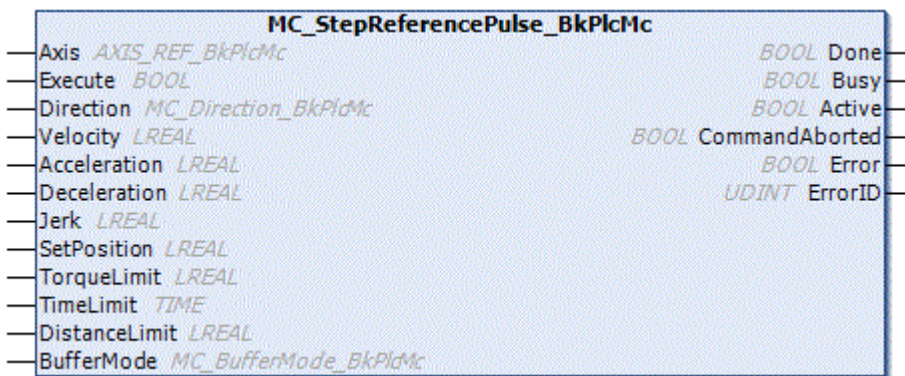 MC_StepReferencePulse_BkPlcMc
Axis AXIS_REF_BkPlcMc BOOL Done
Execute BOOL BOOL Busy
Direction MC_Direction_BkPlcMc BOOL Active
Velocity LREAL BOOL CommandAborted
Acceleration LREAL BOOL Error
Deceleration LREAL UDINT ErrorID
Jerk LREAL
SetPosition LREAL
TorqueLimit LREAL
TimeLimit TIME
DistanceLimit LREAL
BufferMode MC_BufferMode_BkPlcMc